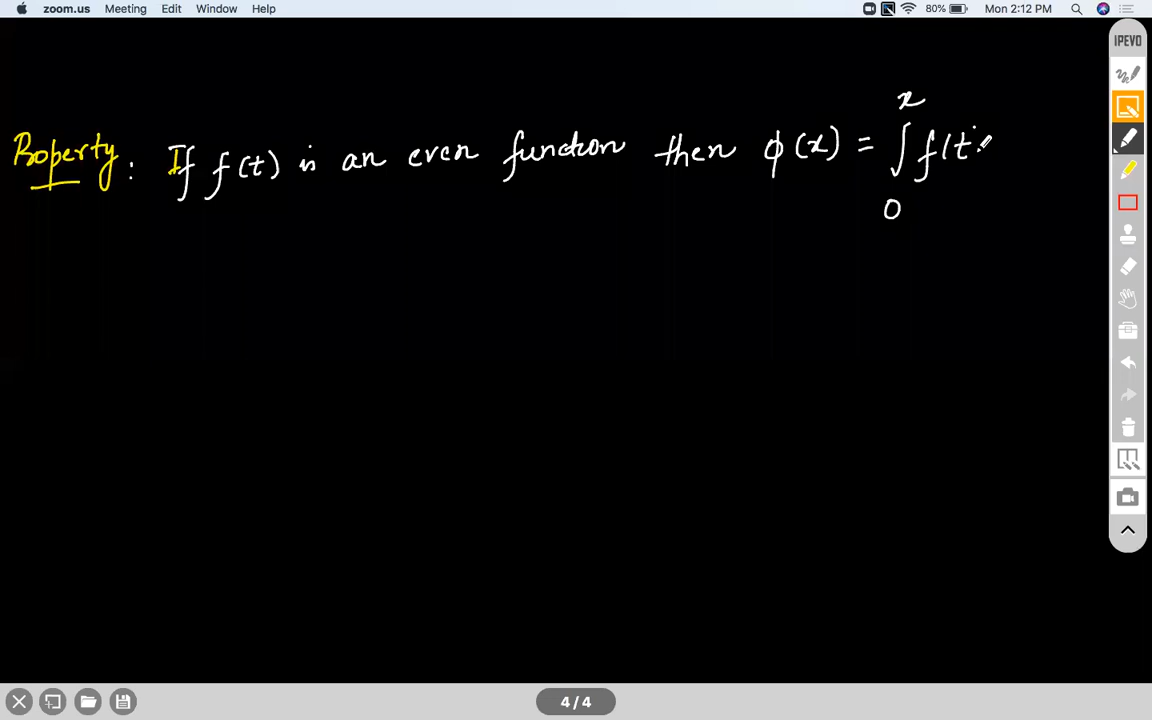 zoom.us Meeting Edit Window Help 80% Mon 2:12 PM
IPEVO
x
Property: If f(t) is an even function then ϕ(x) = ∫ f(t
0
4/4